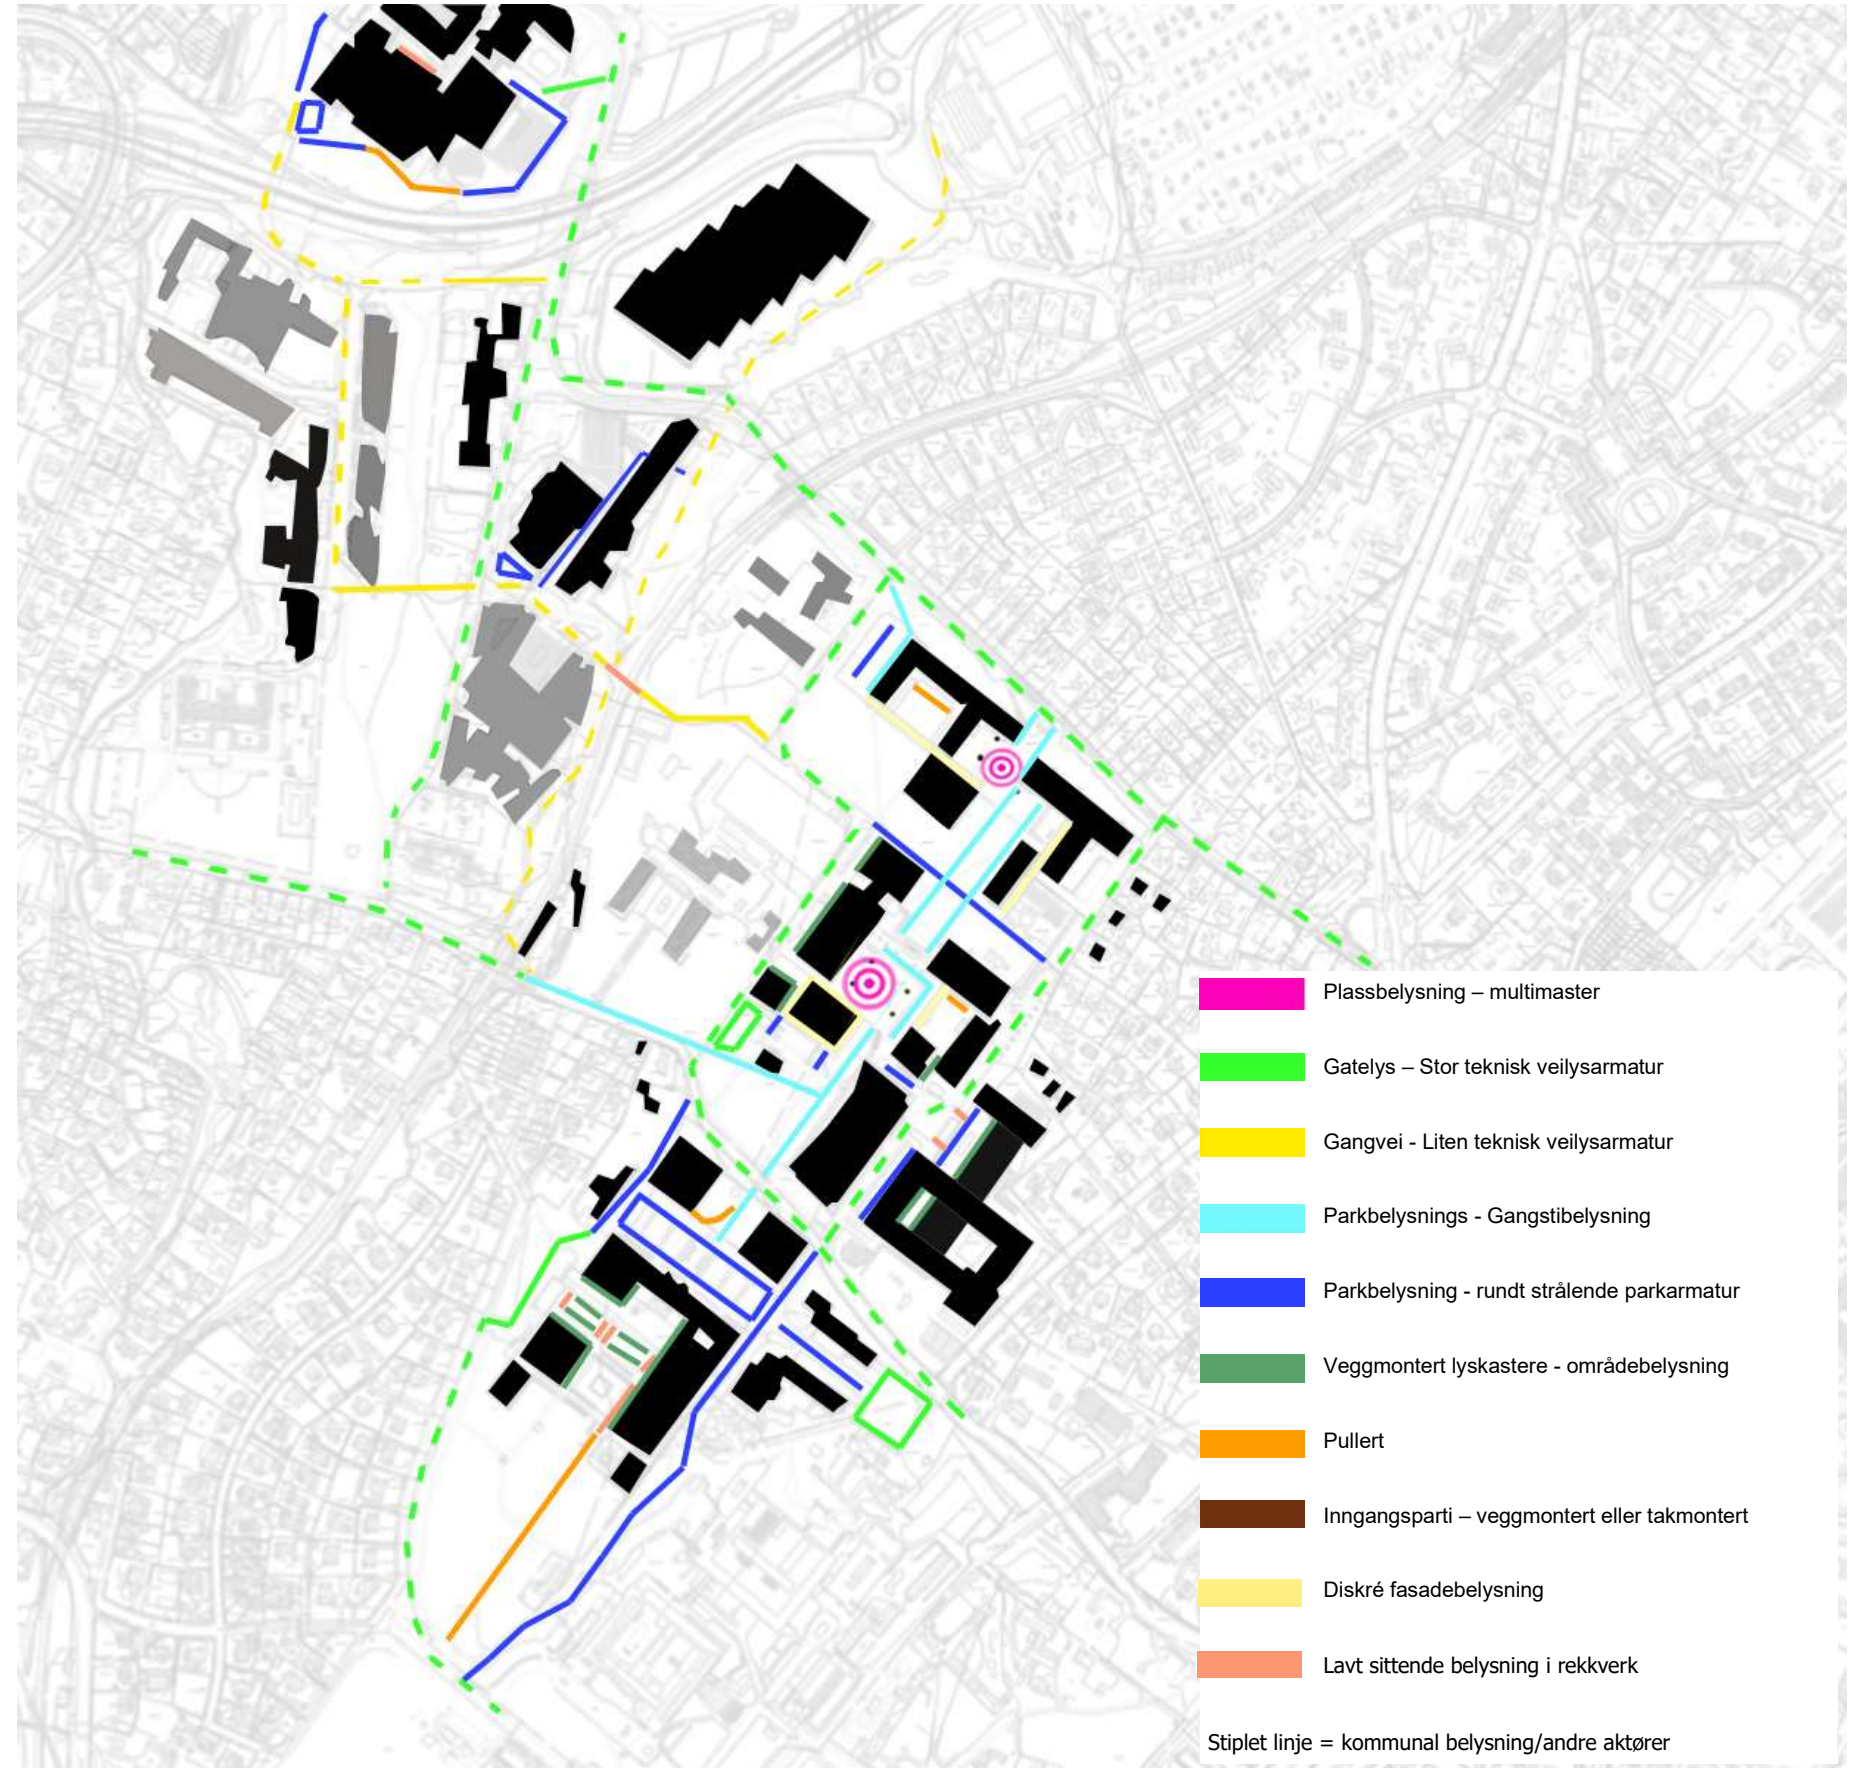 Plassbelysning – multimaster
Gatelys – Stor teknisk veilysarmatur
Gangvei - Liten teknisk veilysarmatur
Parkbelysnings - Gangstibelysning
Parkbelysning - rundt strålende parkarmatur
Veggmontert lyskastere - områdebelysning
Pullert
Inngangsparti – veggmontert eller takmontert
Diskré fasadebelysning
Lavt sittende belysning i rekkverk
Stiplet linje = kommunal belysning/andre aktører